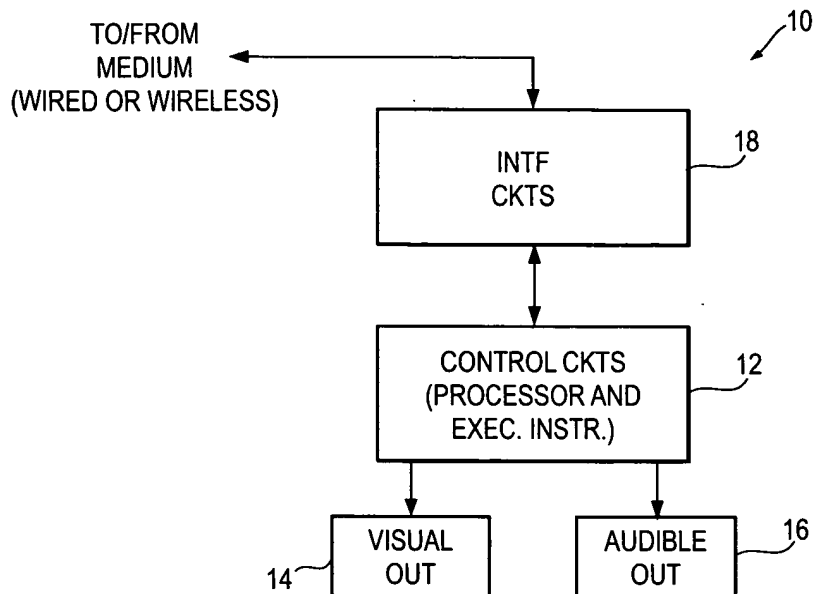 TO/FROM
MEDIUM
(WIRED OR WIRELESS)
10
INTF
CKTS
18
CONTROL CKTS
(PROCESSOR AND
EXEC. INSTR.)
12
VISUAL
OUT
14
AUDIBLE
OUT
16